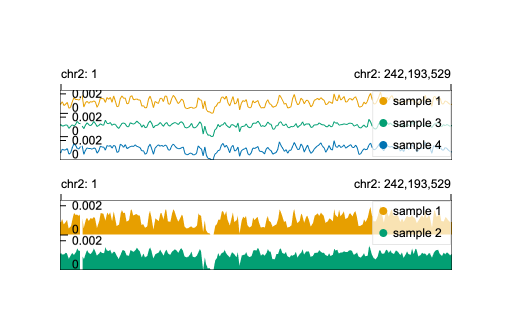 chr2: 1 chr2: 242,193,529
0.002
0 sample 1
0.002
0 sample 3
0.002
0 sample 4
chr2: 1 chr2: 242,193,529
0.002 sample 1
0
0.002 sample 2
0